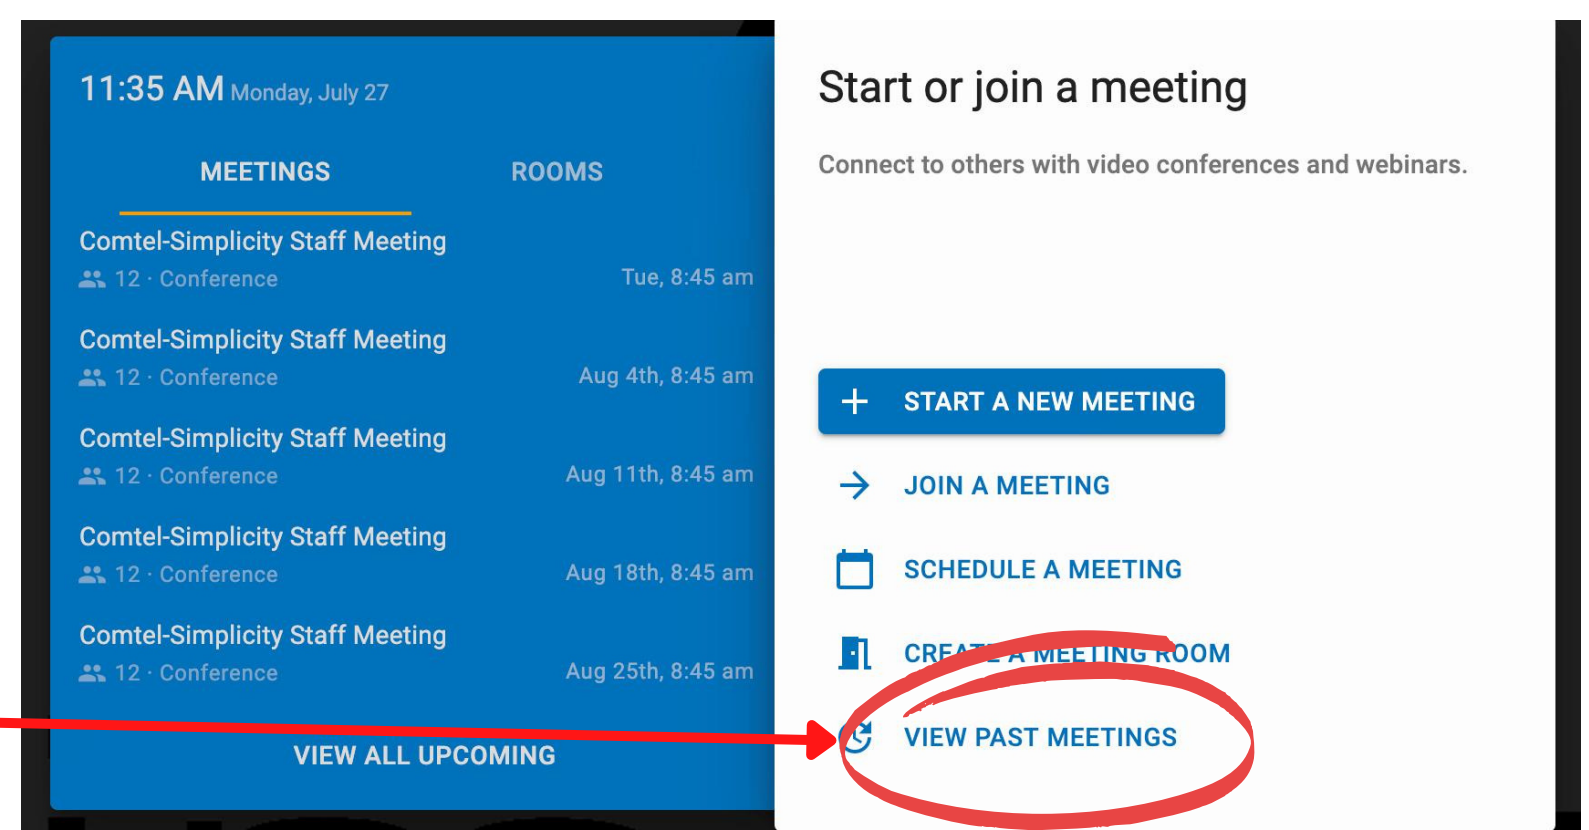 11:35 AM Monday, July 27
MEETINGS ROOMS
Comtel-Simplicity Staff Meeting
12 · Conference Tue, 8:45 am
Comtel-Simplicity Staff Meeting
12 · Conference Aug 4th, 8:45 am
Comtel-Simplicity Staff Meeting
12 · Conference Aug 11th, 8:45 am
Comtel-Simplicity Staff Meeting
12 · Conference Aug 18th, 8:45 am
Comtel-Simplicity Staff Meeting
12 · Conference Aug 25th, 8:45 am
VIEW ALL UPCOMING
Start or join a meeting
Connect to others with video conferences and webinars.
START A NEW MEETING
JOIN A MEETING
SCHEDULE A MEETING
CREATE A MEETING ROOM
VIEW PAST MEETINGS